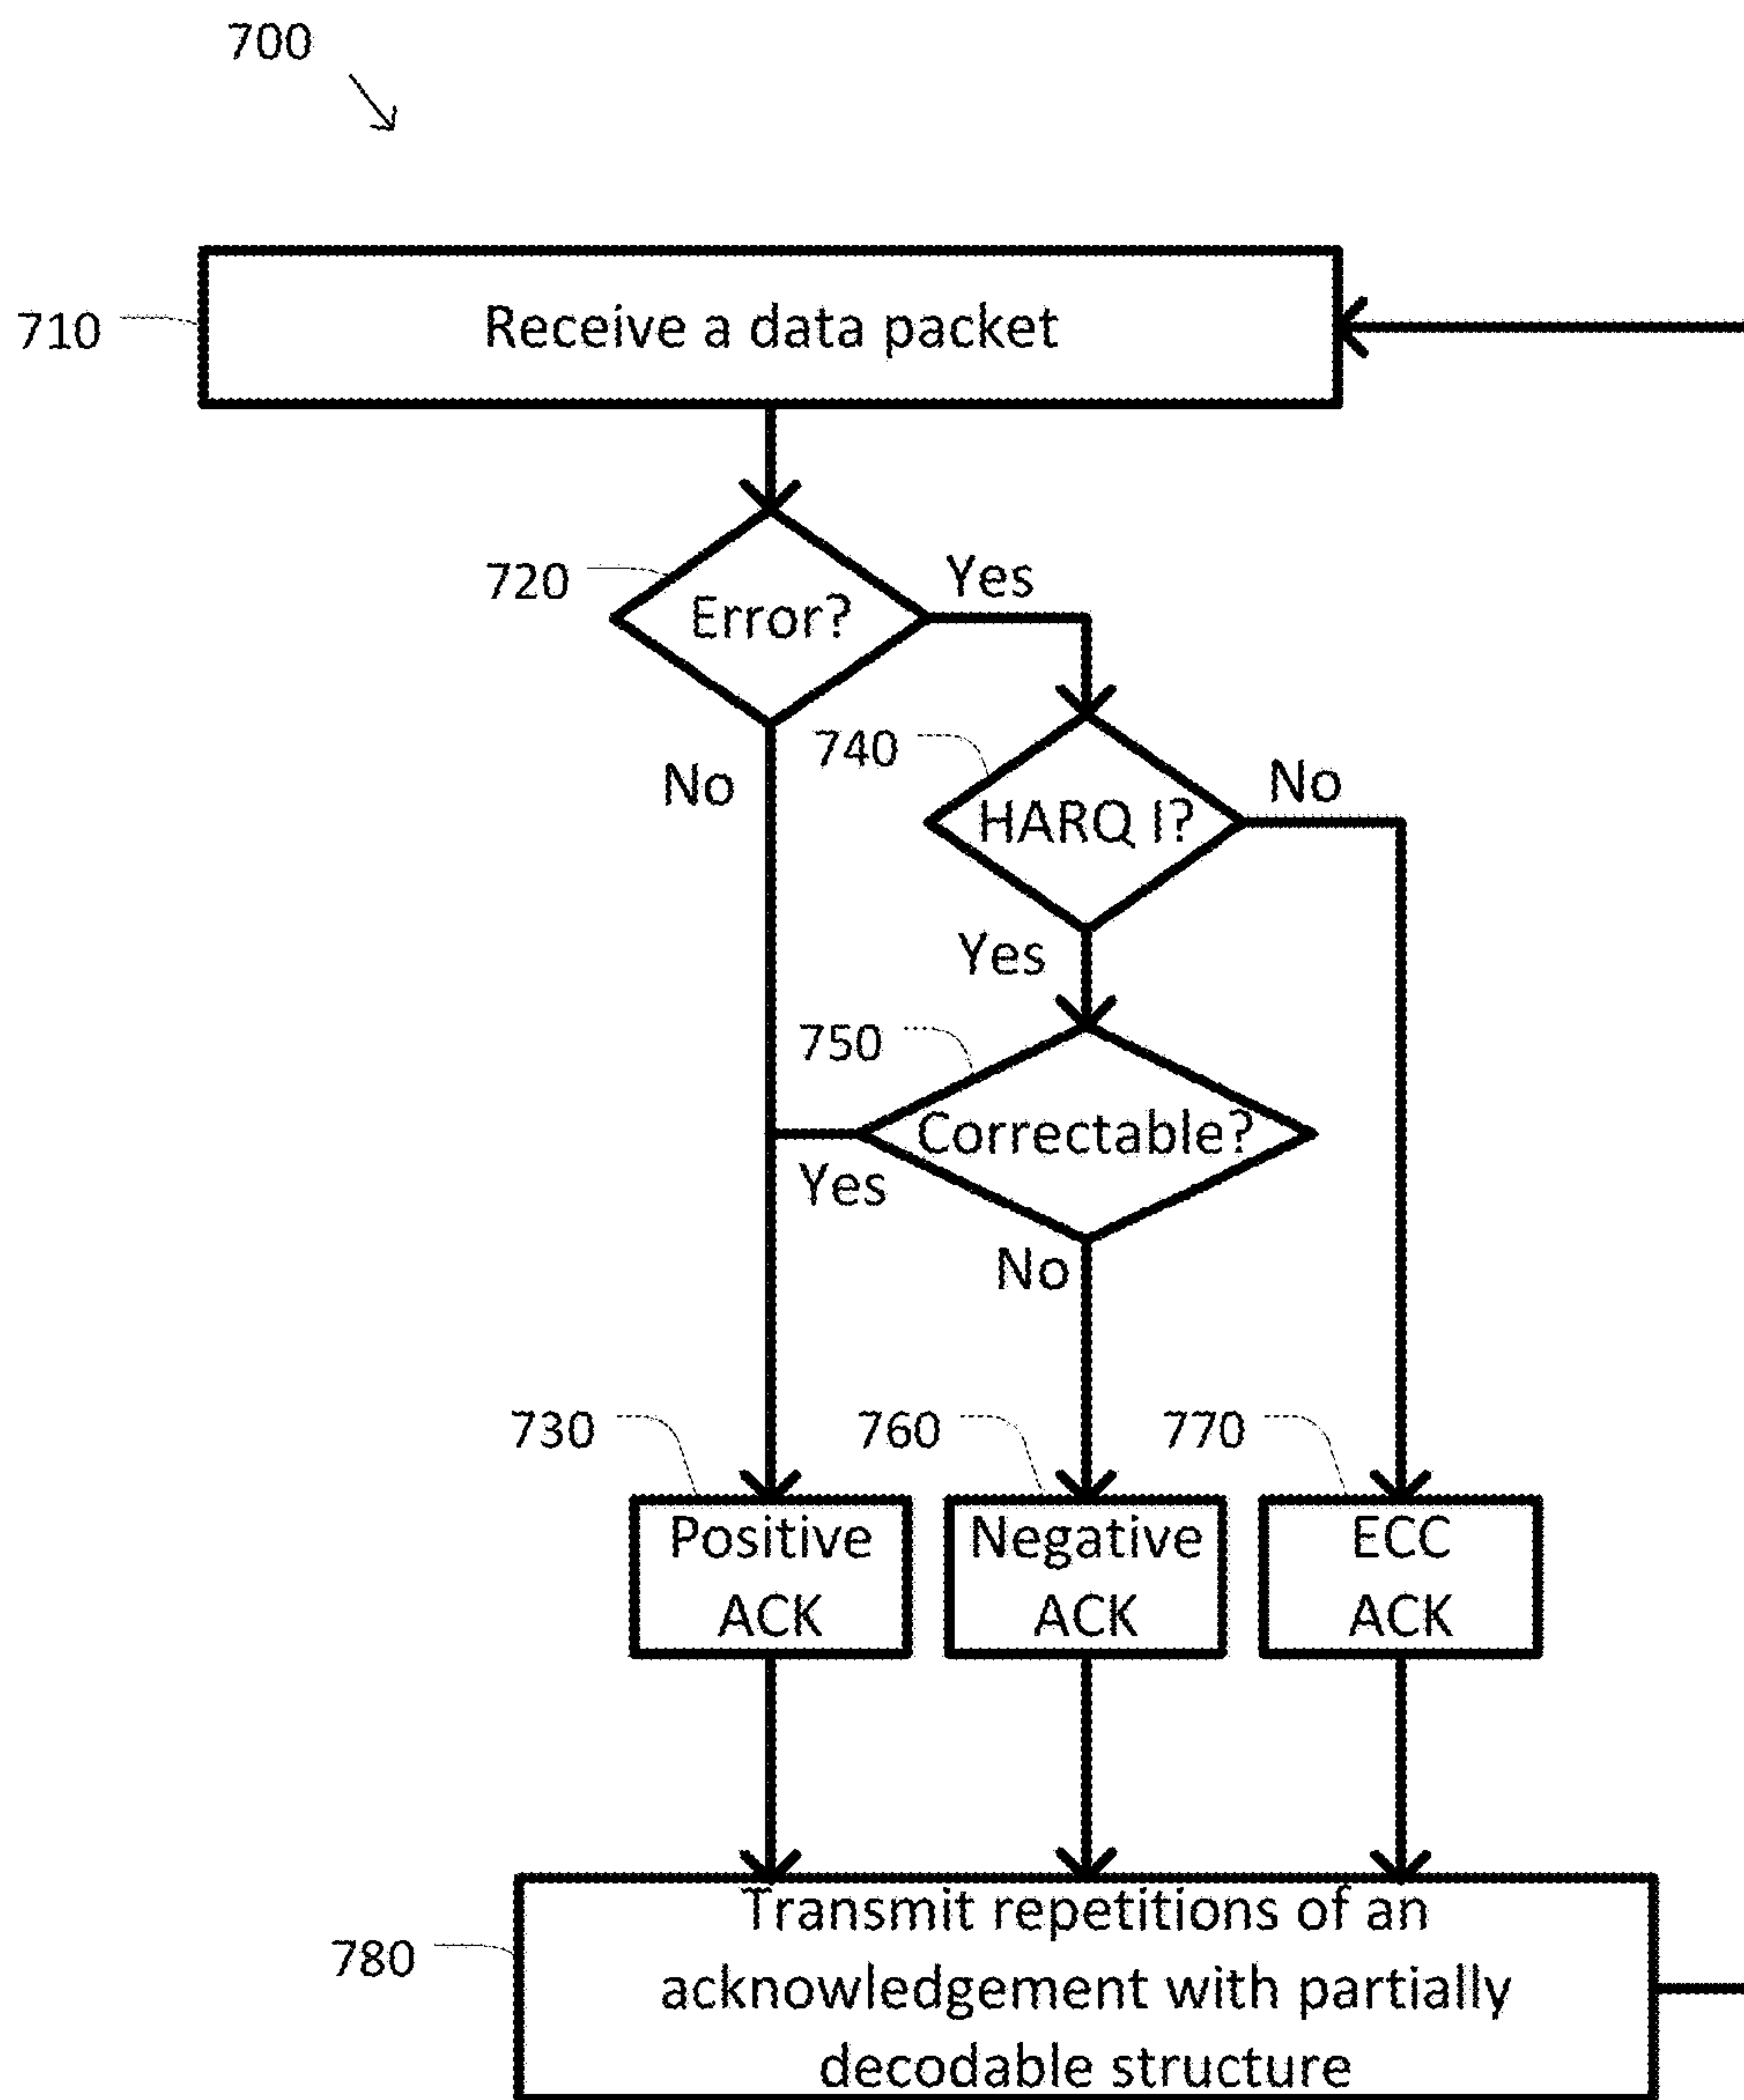 700
710
Receive a data packet
720
Error?
Yes
No
740
HARQ I?
No
Yes
750
Correctable?
Yes
No
730
760
770
Positive
ACK
Negative
ACK
ECC
ACK
780
Transmit repetitions of an
acknowledgement with partially
decodable structure